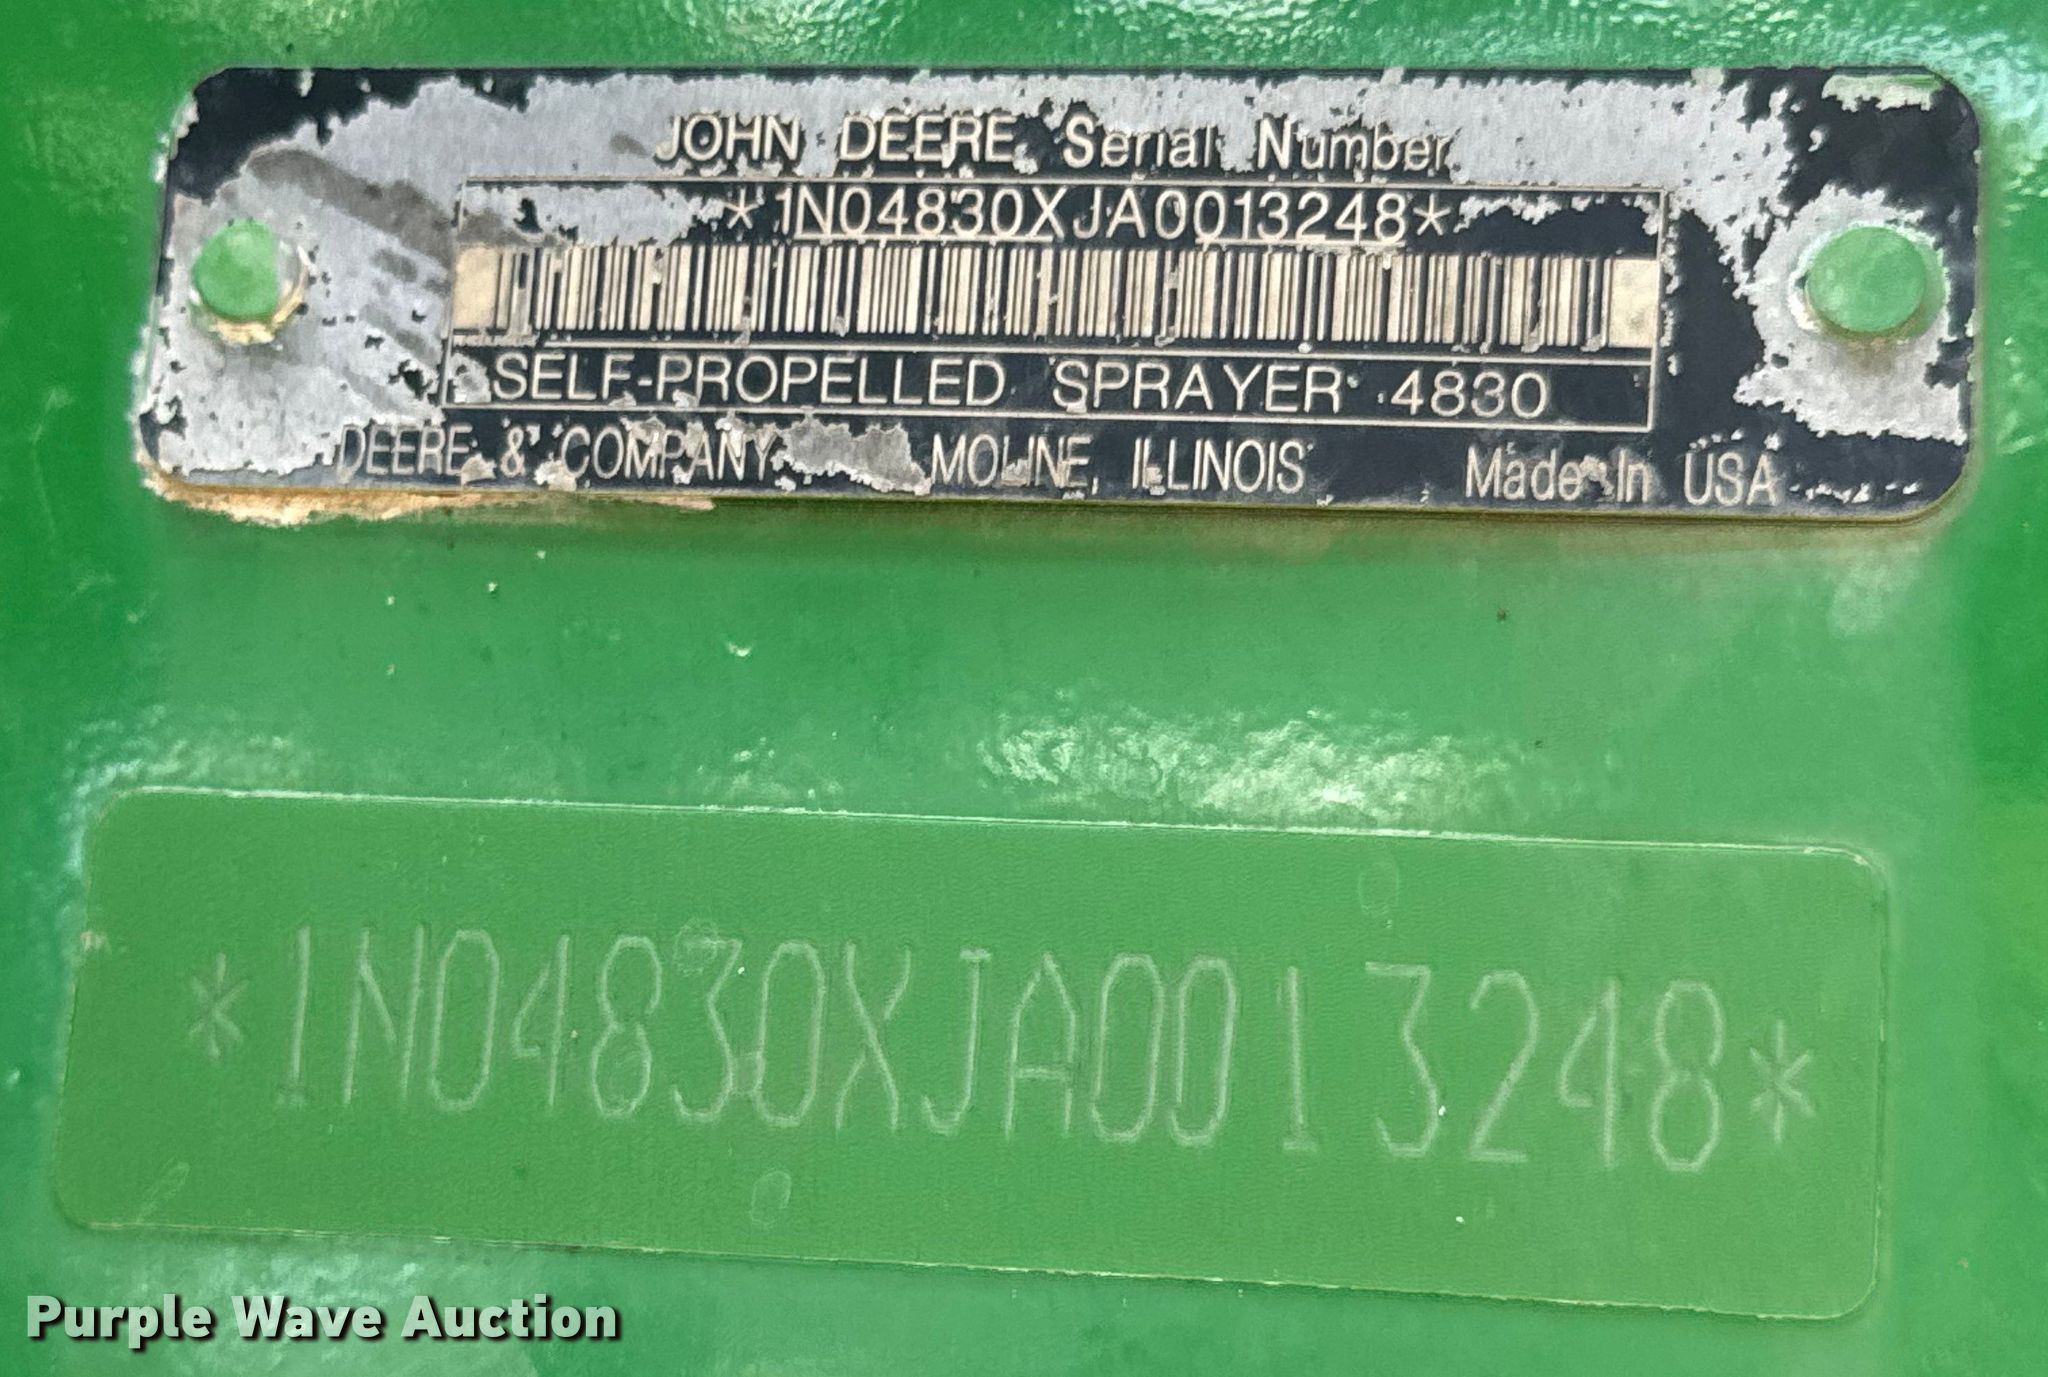 JOHN DEERE Serial Number
*1N04830XJA0013248*
SELF-PROPELLED SPRAYER 4830
DEERE & COMPANY MOLINE, ILLINOIS Made In USA
*1N04830XJA0013248*
Purple Wave Auction